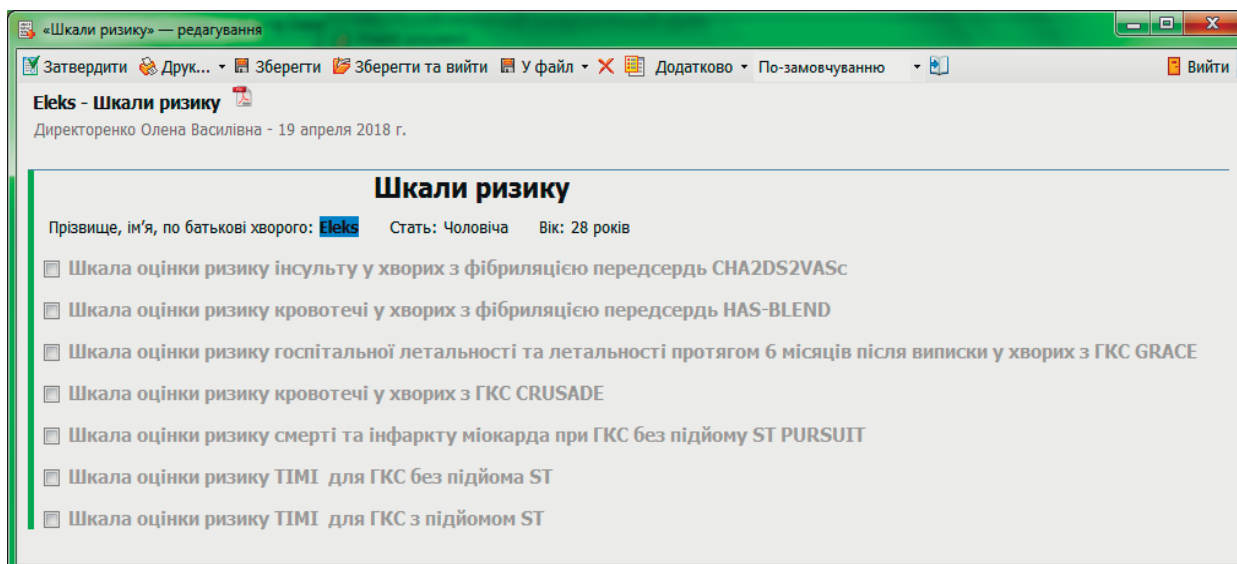 «Шкали ризику» — редагування
Затвердити Друк... Зберегти Зберегти та вийти У файл Додатково По-замовчуванню Вийти
Eleks - Шкали ризику
Директоренко Олена Василівна - 19 апреля 2018 г.
Шкали ризику
Прізвище, ім’я, по батькові хворого: Eleks Стать: Чоловіча Вік: 28 років
Шкала оцінки ризику інсульту у хворих з фібриляцією передсердь CHA2DS2VASc
Шкала оцінки ризику кровотечі у хворих з фібриляцією передсердь HAS-BLEND
Шкала оцінки ризику госпітальної летальності та летальності протягом 6 місяців після виписки у хворих з ГКС GRACE
Шкала оцінки ризику кровотечі у хворих з ГКС CRUSADE
Шкала оцінки ризику смерті та інфаркту міокарда при ГКС без підйому ST PURSUIT
Шкала оцінки ризику TIMI для ГКС без підйома ST
Шкала оцінки ризику TIMI для ГКС з підйомом ST